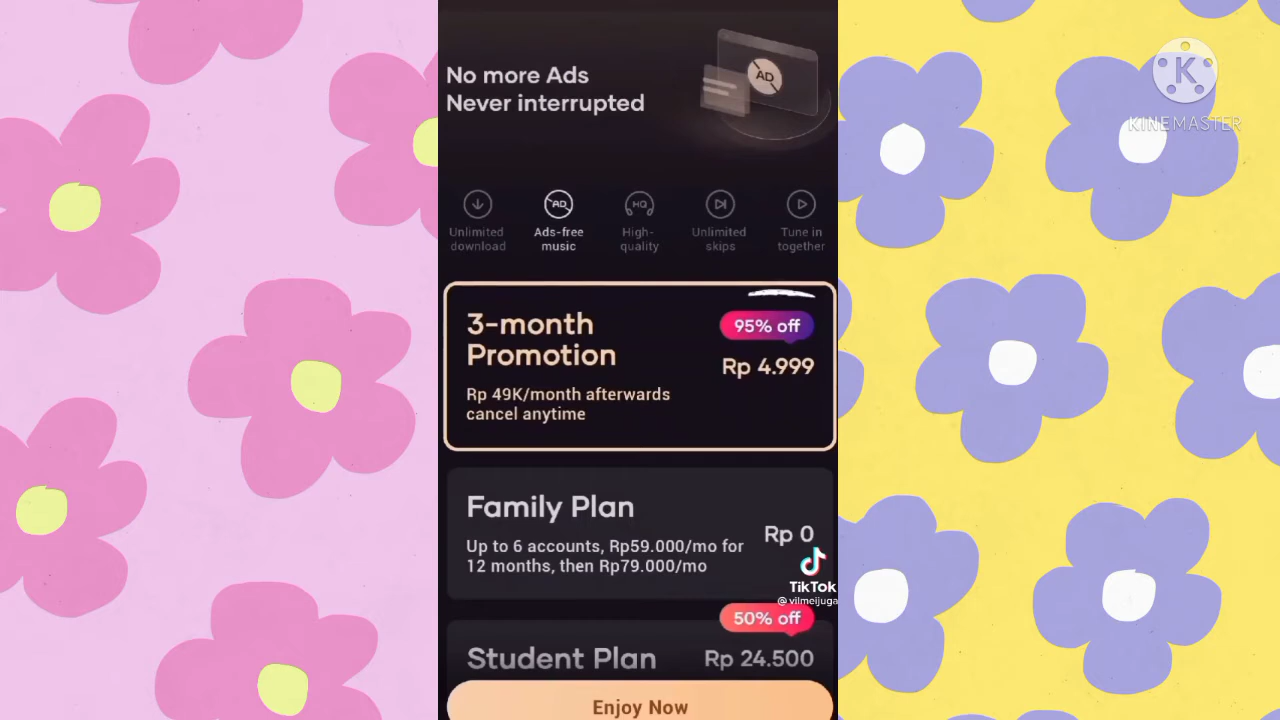 No more Ads
Never interrupted
AD
K
KINEMASTER
AD
HQ
Unlimited
download
Ads-free
music
High-
quality
Unlimited
skips
Tune in
together
3-month
Promotion
95% off
Rp 4.999
Rp 49K/month afterwards
cancel anytime
Family Plan
Rp 0
Up to 6 accounts, Rp59.000/mo for
12 months, then Rp79.000/mo
TikTok
@vilmeijuga
50% off
Student Plan
Rp 24.500
Enjoy Now